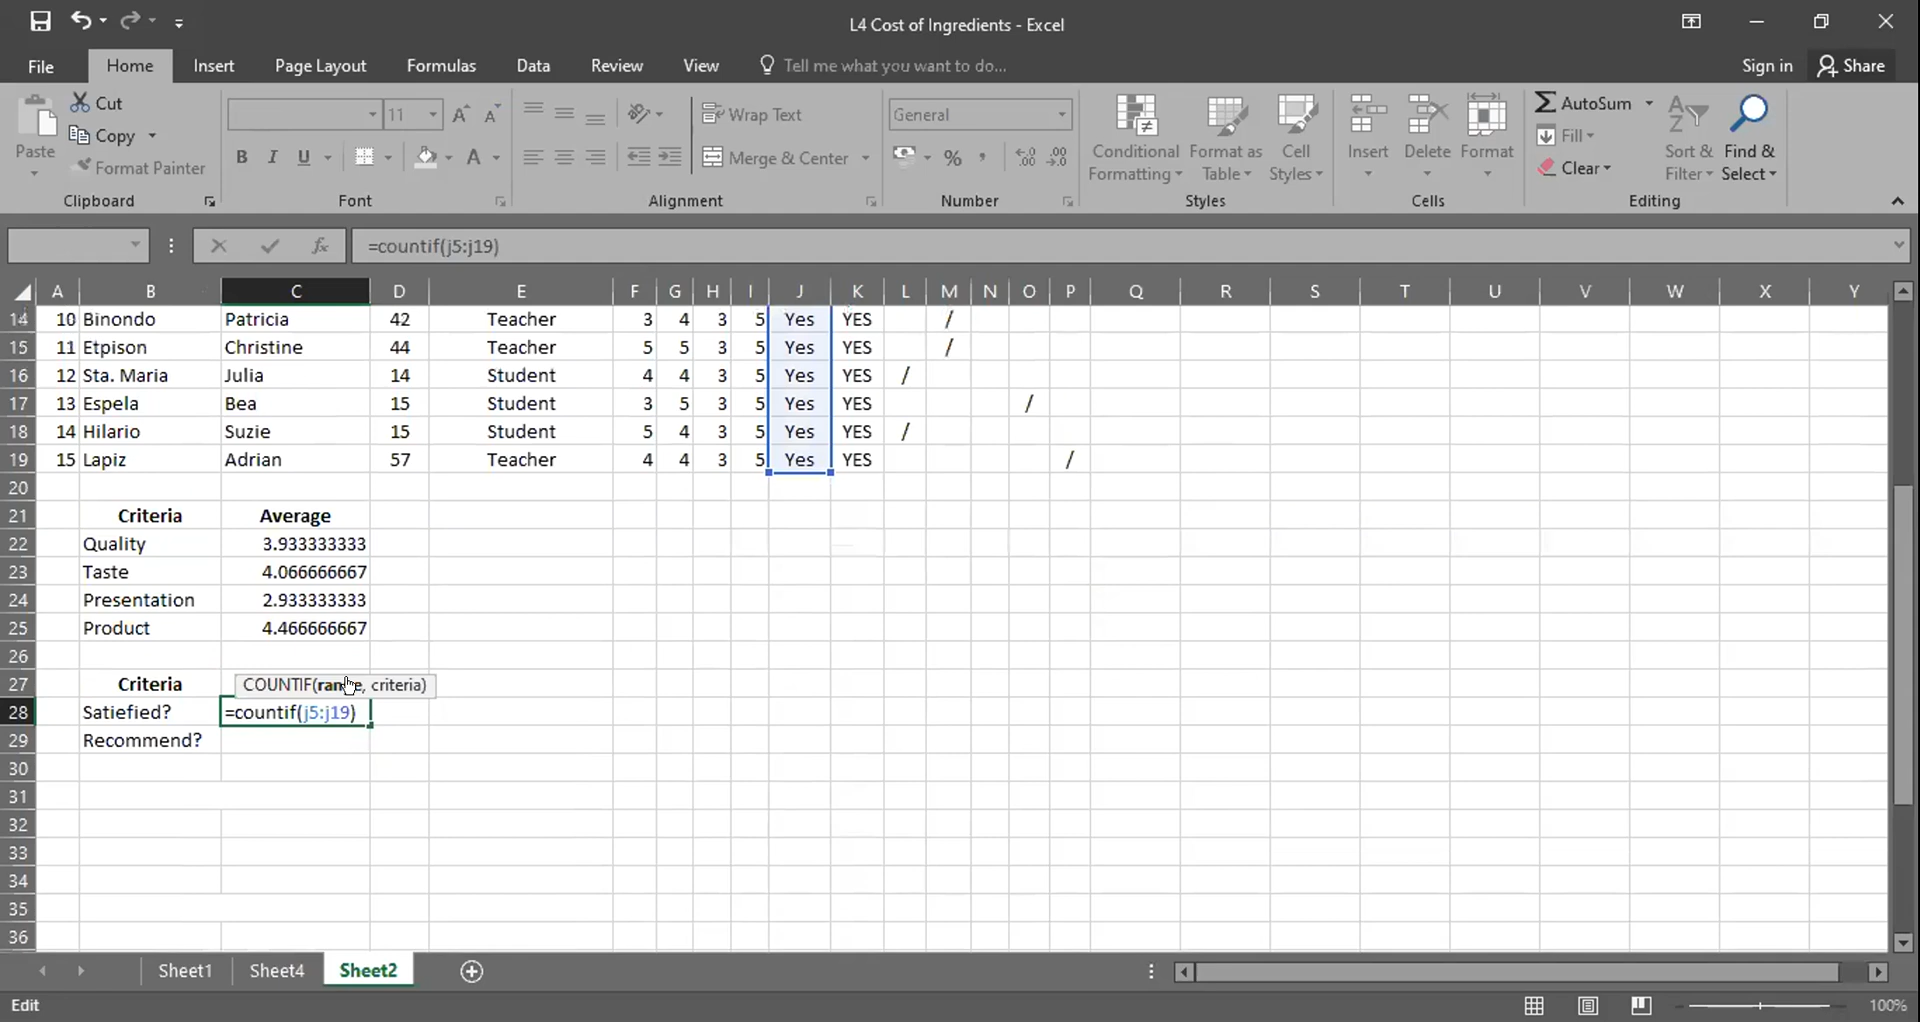 L4 Cost of Ingredients - Excel
File Home Insert Page Layout Formulas Data Review View Tell me what you want to do... Sign in Share
Paste Cut Copy Format Painter Clipboard
11 A A B I U A Font
Wrap Text Merge & Center Alignment
General % , .0 .00 .00 .0 Number
Conditional Formatting Format as Table Cell Styles Styles
Insert Delete Format Cells
AutoSum Fill Clear Sort & Filter Find & Select Editing
fx =countif(j5:j19)
A B C D E F G H I J K L M N O P Q R S T U V W X Y
14 10 Binondo Patricia 42 Teacher 3 4 3 5 Yes YES /
15 11 Etpison Christine 44 Teacher 5 5 3 5 Yes YES /
16 12 Sta. Maria Julia 14 Student 4 4 3 5 Yes YES /
17 13 Espela Bea 15 Student 3 5 3 5 Yes YES /
18 14 Hilario Suzie 15 Student 5 4 3 5 Yes YES /
19 15 Lapiz Adrian 57 Teacher 4 4 3 5 Yes YES /
20
21 Criteria Average
22 Quality 3.933333333
23 Taste 4.066666667
24 Presentation 2.933333333
25 Product 4.466666667
26
27 Criteria COUNTIF(range, criteria)
28 Satiefied? =countif(j5:j19)
29 Recommend?
30
31
32
33
34
35
36
Sheet1 Sheet4 Sheet2
Edit 100%